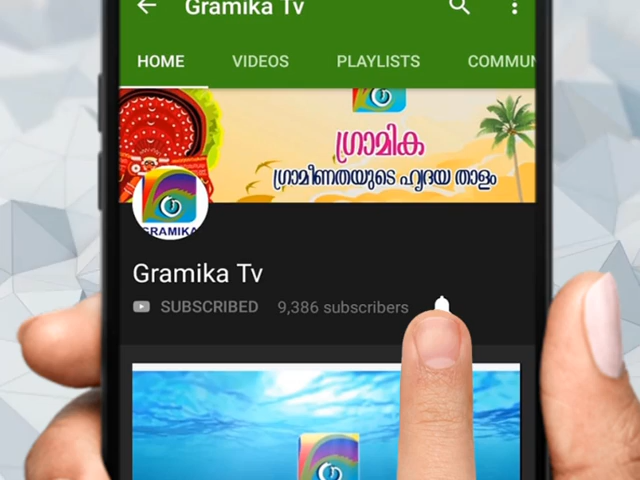 Gramika Tv
HOME VIDEOS PLAYLISTS COMMUN
ഗ്രാമിക
ഗ്രാമീണതയുടെ ഹൃദയ താളം
GRAMIKA
Gramika Tv
SUBSCRIBED 9,386 subscribers